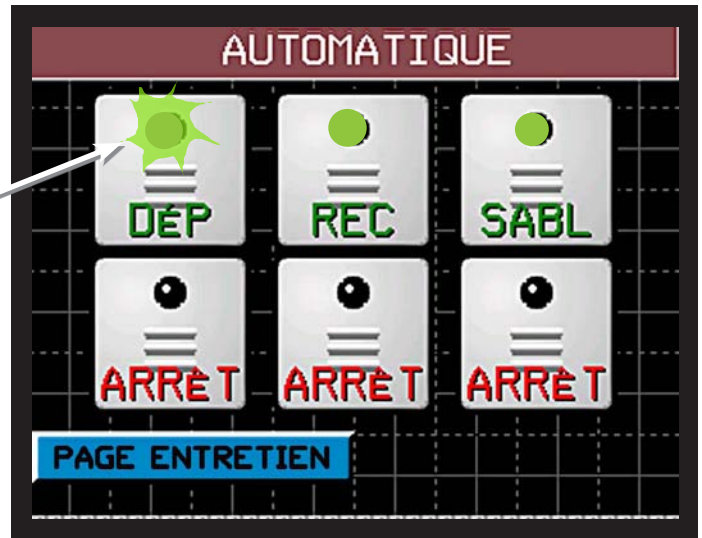 AUTOMATIQUE
DéP REC SABL
ARRÊT ARRÊT ARRÊT
PAGE ENTRETIEN